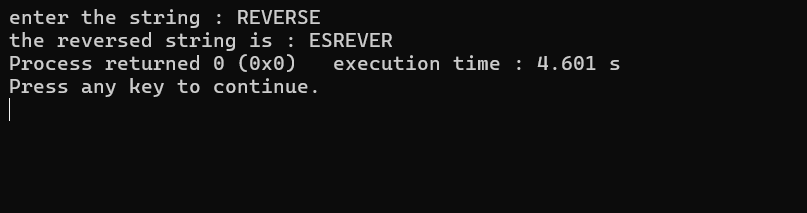 enter the string : REVERSE
the reversed string is : ESREVER
Process returned 0 (0x0)   execution time : 4.601 s
Press any key to continue.